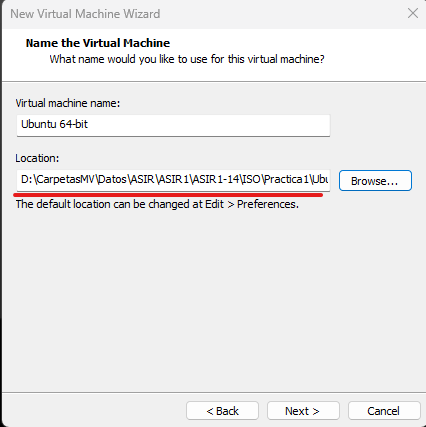 New Virtual Machine Wizard
Name the Virtual Machine
What name would you like to use for this virtual machine?
Virtual machine name:
Ubuntu 64-bit
Location:
D:\CarpetasMV\Datos\ASIR\ASIR1\ASIR1-14\ISO\Practica1\Ubu
Browse...
The default location can be changed at Edit > Preferences.
< Back
Next >
Cancel